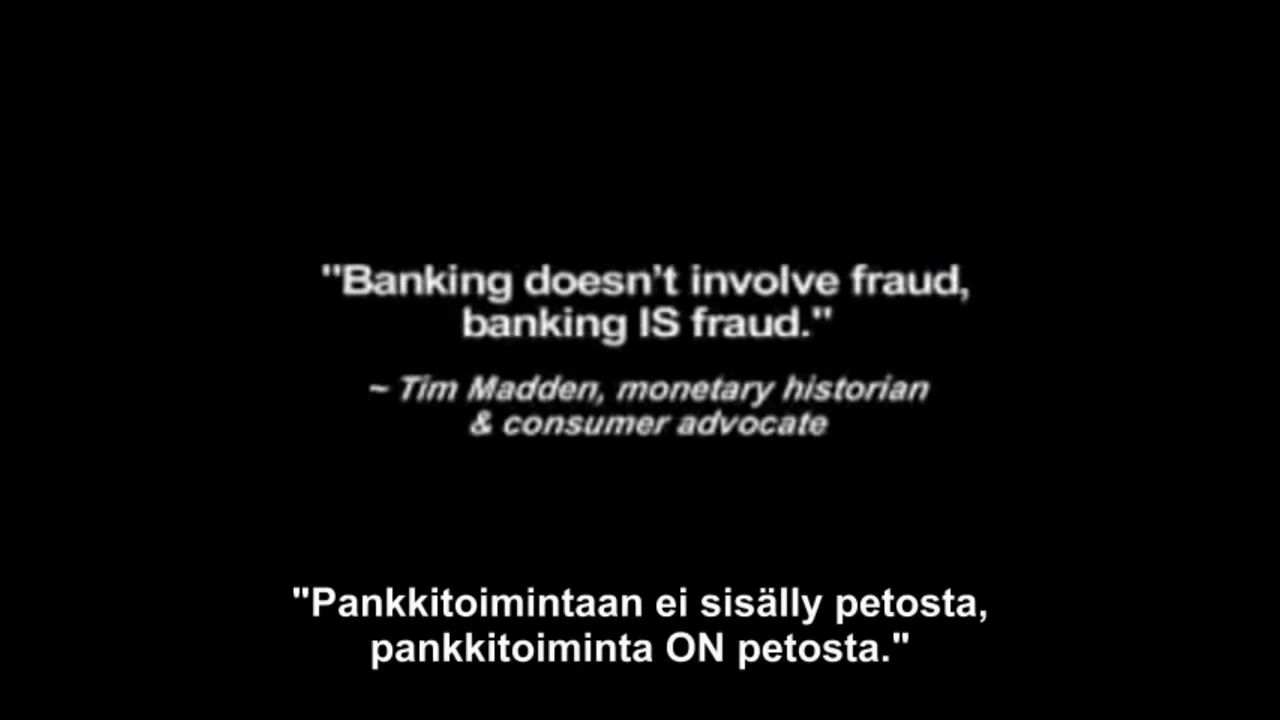 "Banking doesn't involve fraud,
banking IS fraud."
~ Tim Madden, monetary historian
& consumer advocate
"Pankkitoimintaan ei sisälly petosta,
pankkitoiminta ON petosta."